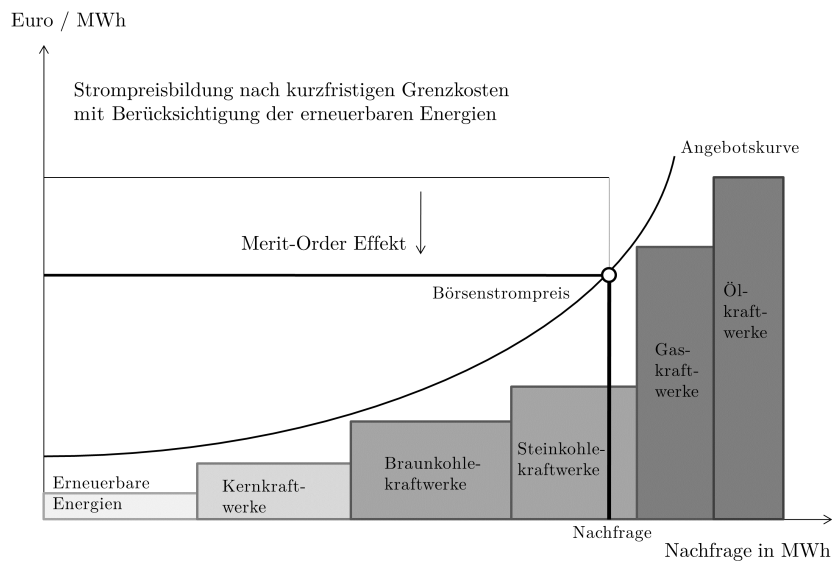 Euro / MWh
Strompreisbildung nach kurzfristigen Grenzkosten
mit Berücksichtigung der erneuerbaren Energien
Angebotskurve
Merit-Order Effekt
Börsenstrompreis
Öl-
kraft-
werke
Gas-
kraft-
werke
Steinkohle-
kraftwerke
Braunkohle-
kraftwerke
Kernkraft-
werke
Erneuerbare
Energien
Nachfrage
Nachfrage in MWh